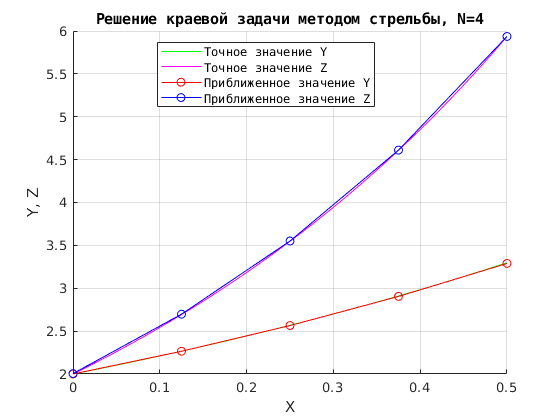 Решение краевой задачи методом стрельбы, N=4
Точное значение Y
Точное значение Z
Приближенное значение Y
Приближенное значение Z
6
5.5
5
4.5
4
3.5
3
2.5
2
Y, Z
0
0.1
0.2
0.3
0.4
0.5
X